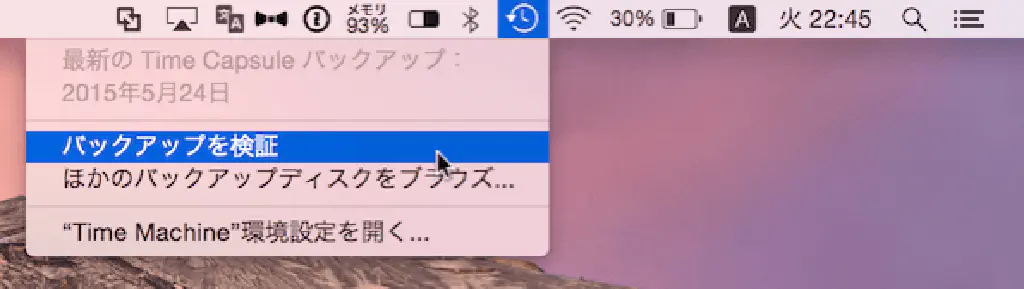 メモリ
93%
30%
A
火 22:45
最新の Time Capsule バックアップ：
2015年5月24日
バックアップを検証
ほかのバックアップディスクをブラウズ...
“Time Machine”環境設定を開く...